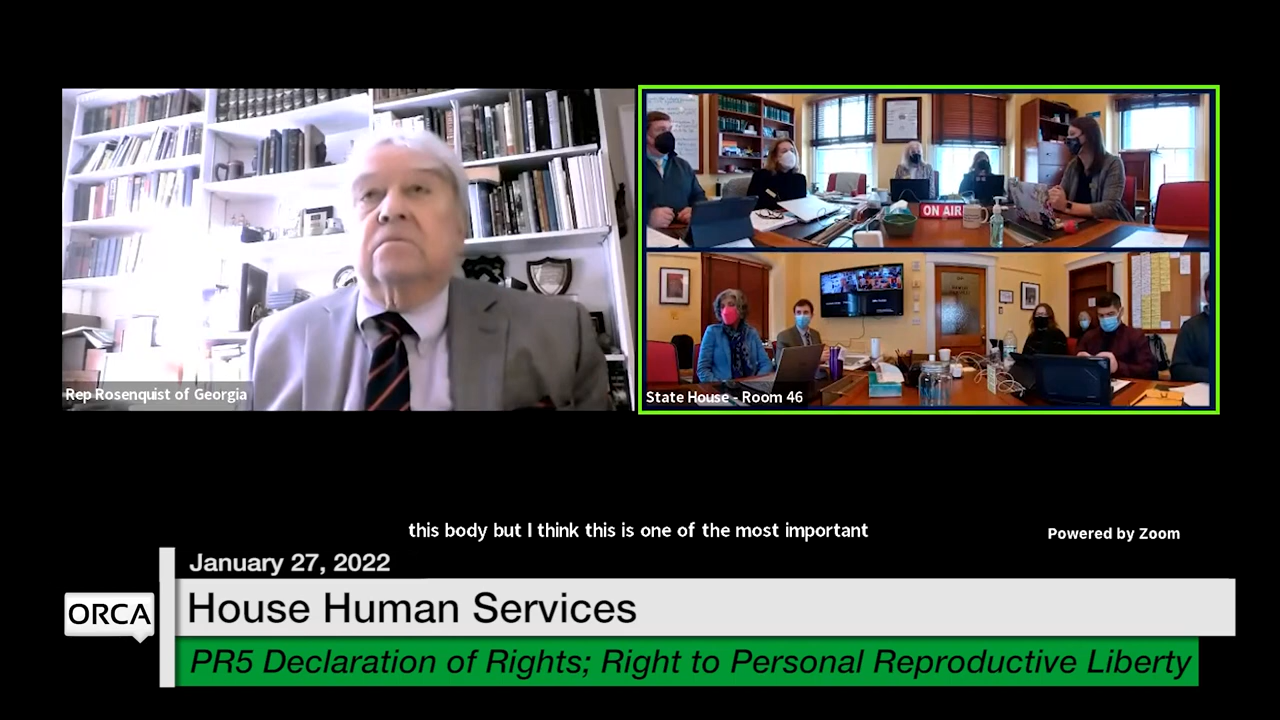 ON AIR
Rep Rosenquist of Georgia
State House - Room 46
this body but I think this is one of the most important
Powered by Zoom
January 27, 2022
ORCA
House Human Services
PR5 Declaration of Rights; Right to Personal Reproductive Liberty